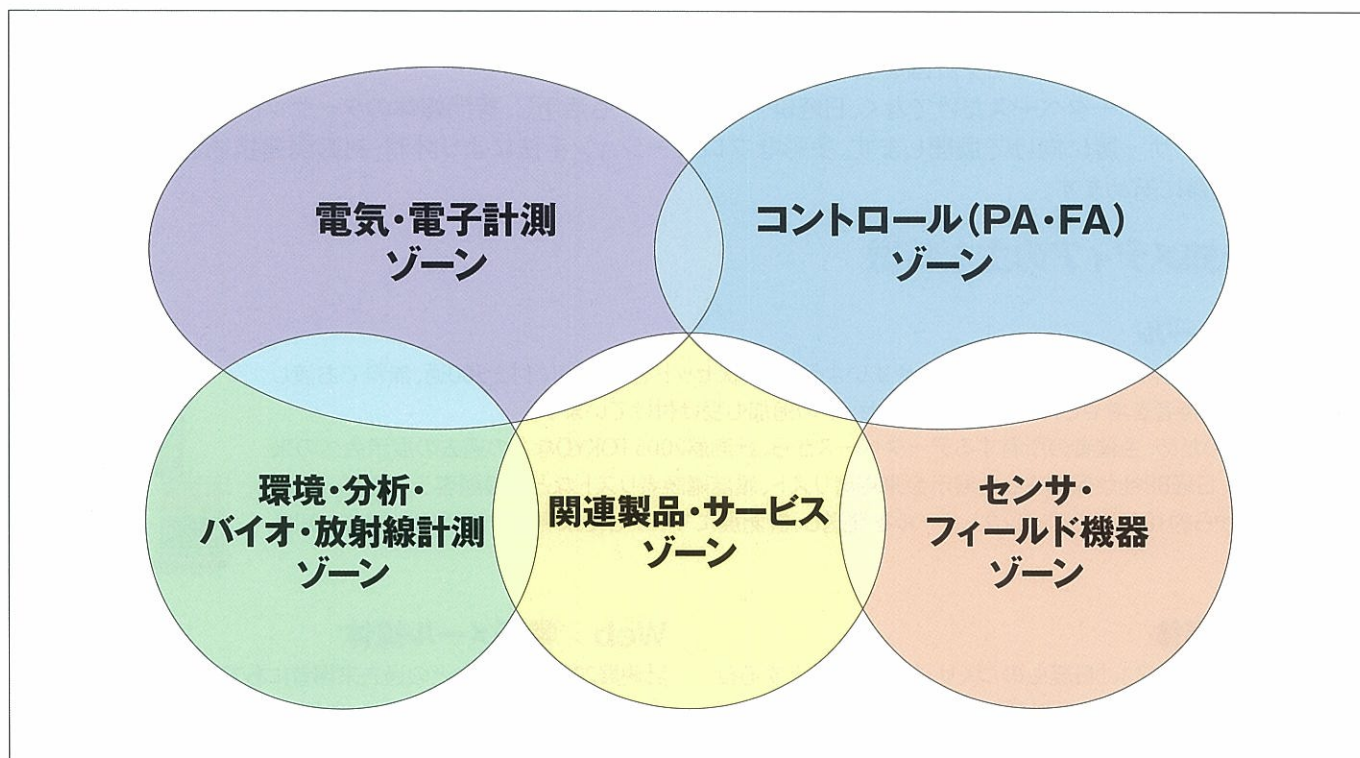 電気・電子計測
ゾーン
コントロール(PA・FA)
ゾーン
環境・分析・
バイオ・放射線計測
ゾーン
関連製品・サービス
ゾーン
センサ・
フィールド機器
ゾーン